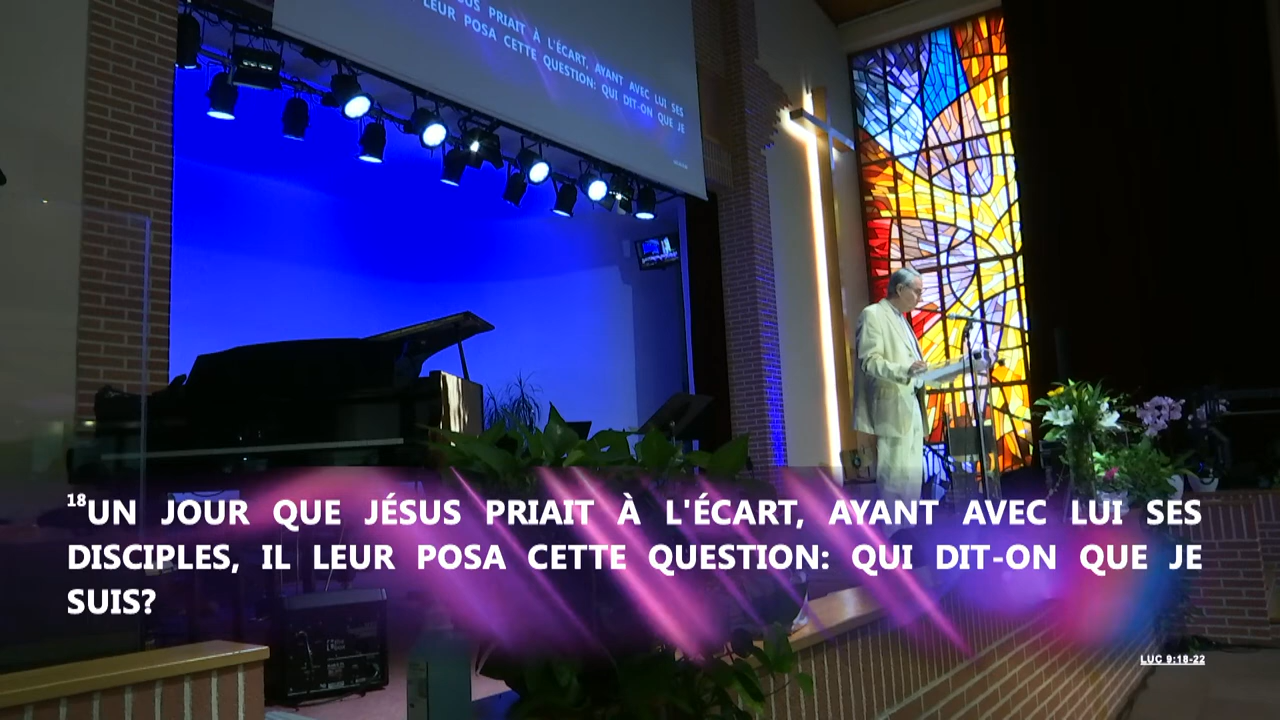 JÉSUS PRIAIT À L'ÉCART, AYANT AVEC LUI SES
LEUR POSA CETTE QUESTION: QUI DIT-ON QUE JE
18UN JOUR QUE JÉSUS PRIAIT À L'ÉCART, AYANT AVEC LUI SES
DISCIPLES, IL LEUR POSA CETTE QUESTION: QUI DIT-ON QUE JE
SUIS?
LUC 9:18-22